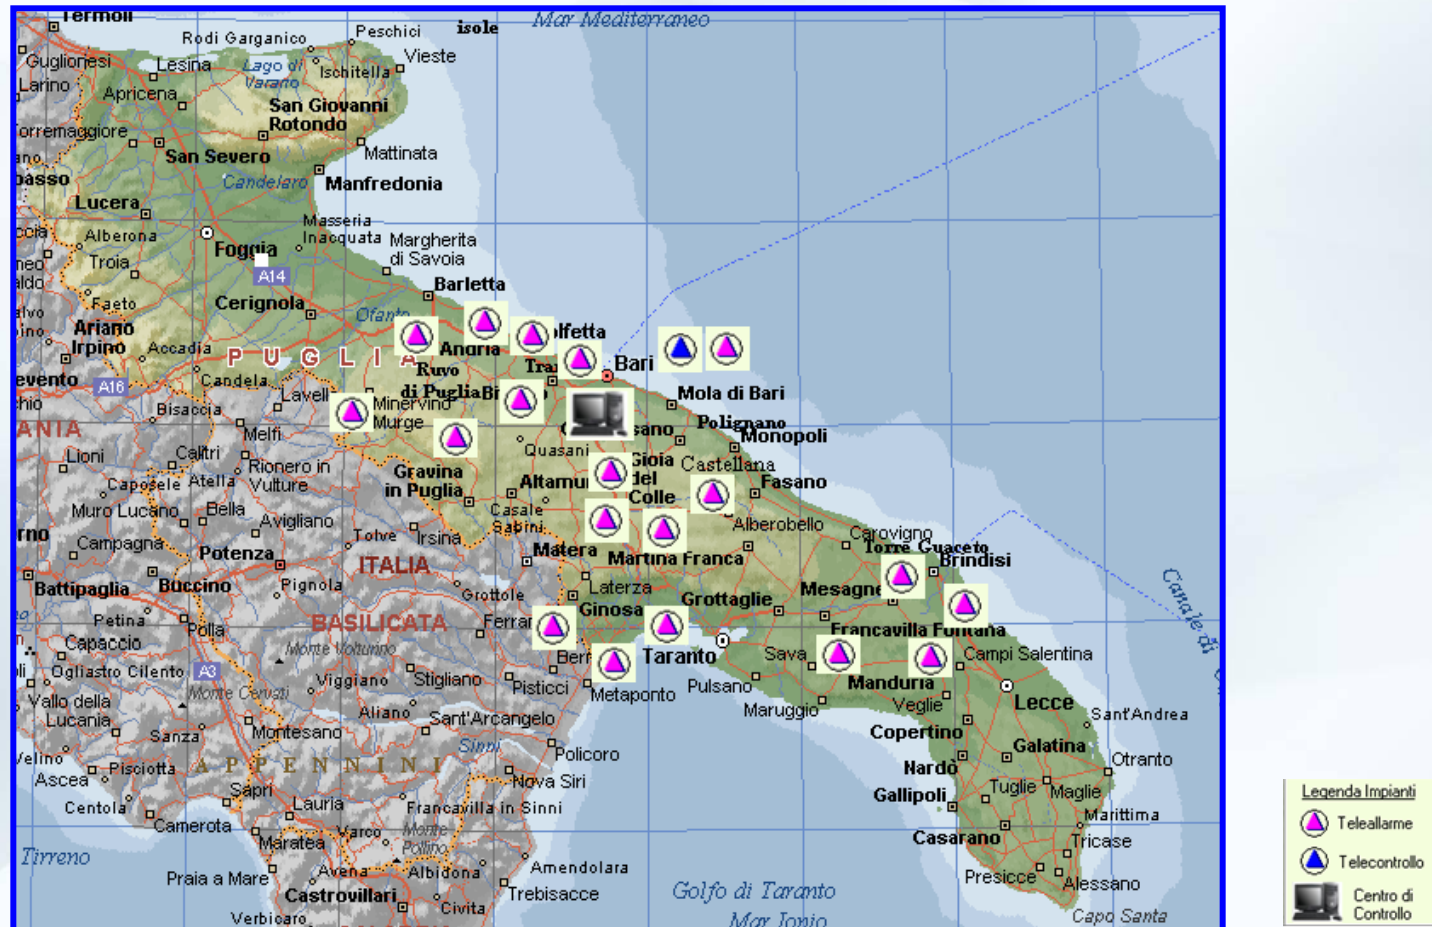 Termoli
Mar Mediterraneo
isole
Peschici
Rodi Garganico
Guglionesi
Lesina
Lago di
Varano
Ischitella
Vieste
Larino
Apricena
San Giovanni
Rotondo
Torremaggiore
San Severo
Mattinata
Candelaro
Manfredonia
Lucera
Masseria
Inacquata
Alberona
Foggia
Margherita
di Savoia
Troia
A14
Barletta
Faeto
Cerignola
Ofanto
Ariano
Irpino
Accadia
PUGLIA
Andria
Ruvo
di Puglia
Bari
A16
Candela
Lavell
Minervino
Murge
Mola di Bari
Bisaccia
Melfi
Polignano
Monopoli
Lioni
Calitri
Rionero in
Vulture
Quasani
Gioia
del
Colle
Castellana
Caposele
Atella
Gravina
in Puglia
Altamu
Fasano
Muro Lucano
Bella
Avigliano
Casale
Sabini
Alberobello
Campagna
Tolve
Irsina
Carovigno
Torre Guaceto
Potenza
ITALIA
Matera
Martina Franca
Brindisi
Battipaglia
Buccino
Pignola
Grottole
Laterza
Grottaglie
Mesagne
Petina
Polla
BASILICATA
Ferrar
Ginosa
Francavilla Fontana
Canale di
Capaccio
Monte Volturino
Bern
Taranto
Sava
Campi Salentina
Ogliastro Cilento
A3
Monte Cervati
Viggiano
Stigliano
Pisticci
Metaponto
Pulsano
Manduria
Veglie
Lecce
Vallo della
Lucania
Aliano
Sant'Arcangelo
Maruggio
Sant'Andrea
Sanza
Montesano
Sinni
Policoro
Copertino
Galatina
Velino
Ascea
Pisciotta
APPENNINI
Nova Siri
Nardò
Otranto
Centola
Sapri
Lauria
Francavilla in Sinni
Gallipoli
Tuglie
Maglie
Camerota
Maratea
Varco
Monte
Pollino
Casarano
Marittima
Tricase
Tirreno
Praia a Mare
Avena
Albidona
Amendolara
Presicce
Alessano
Castrovillari
Trebisacce
Golfo di Taranto
Verbicaro
Civita
Mar Ionio
Capo Santa
Legenda Impianti
Teleallarme
Telecontrollo
Centro di
Controllo